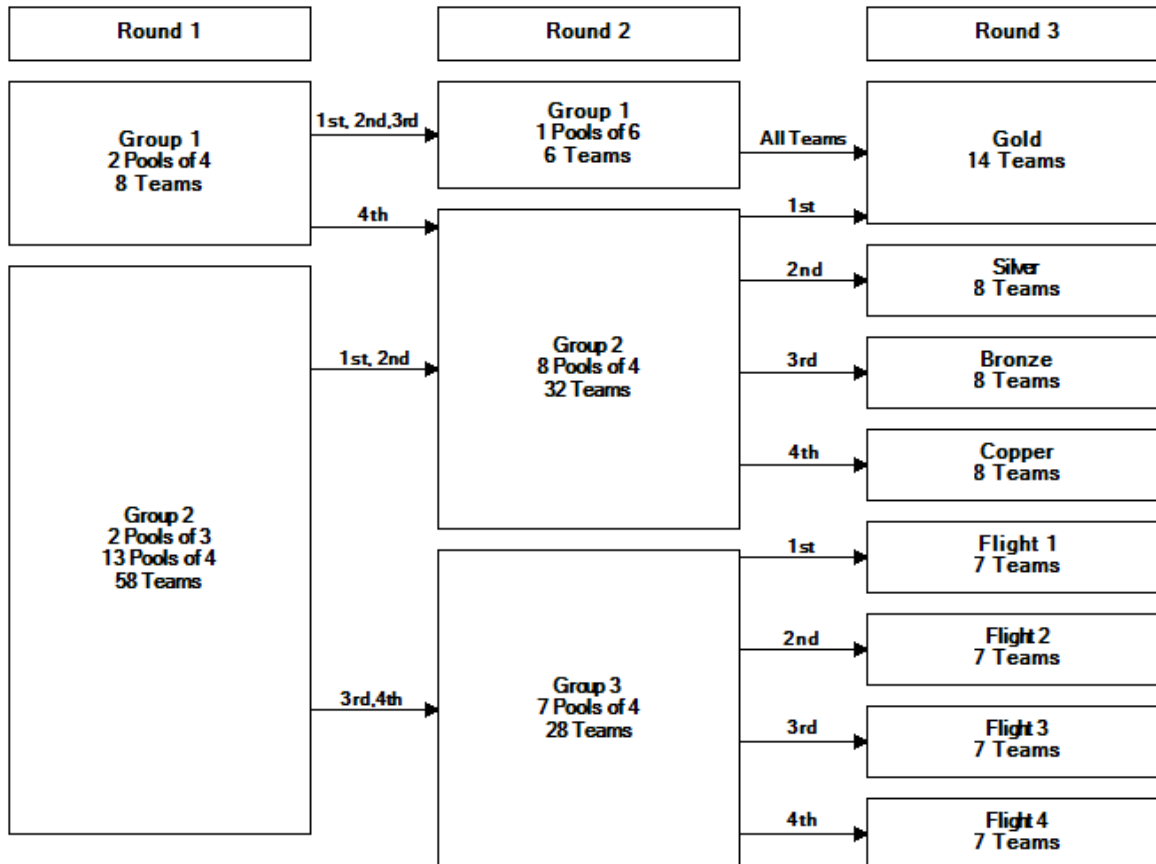 Round 1
Round 2
Round 3
Group 1
2 Pools of 4
8 Teams
1st, 2nd,3rd
4th
Group 1
1 Pools of 6
6 Teams
All Teams
Gold
14 Teams
Group 2
2 Pools of 3
13 Pools of 4
58 Teams
1st, 2nd
3rd,4th
Group 2
8 Pools of 4
32 Teams
1st
2nd
Silver
8 Teams
3rd
Bronze
8 Teams
4th
Copper
8 Teams
Group 3
7 Pools of 4
28 Teams
1st
Flight 1
7 Teams
2nd
Flight 2
7 Teams
3rd
Flight 3
7 Teams
4th
Flight 4
7 Teams